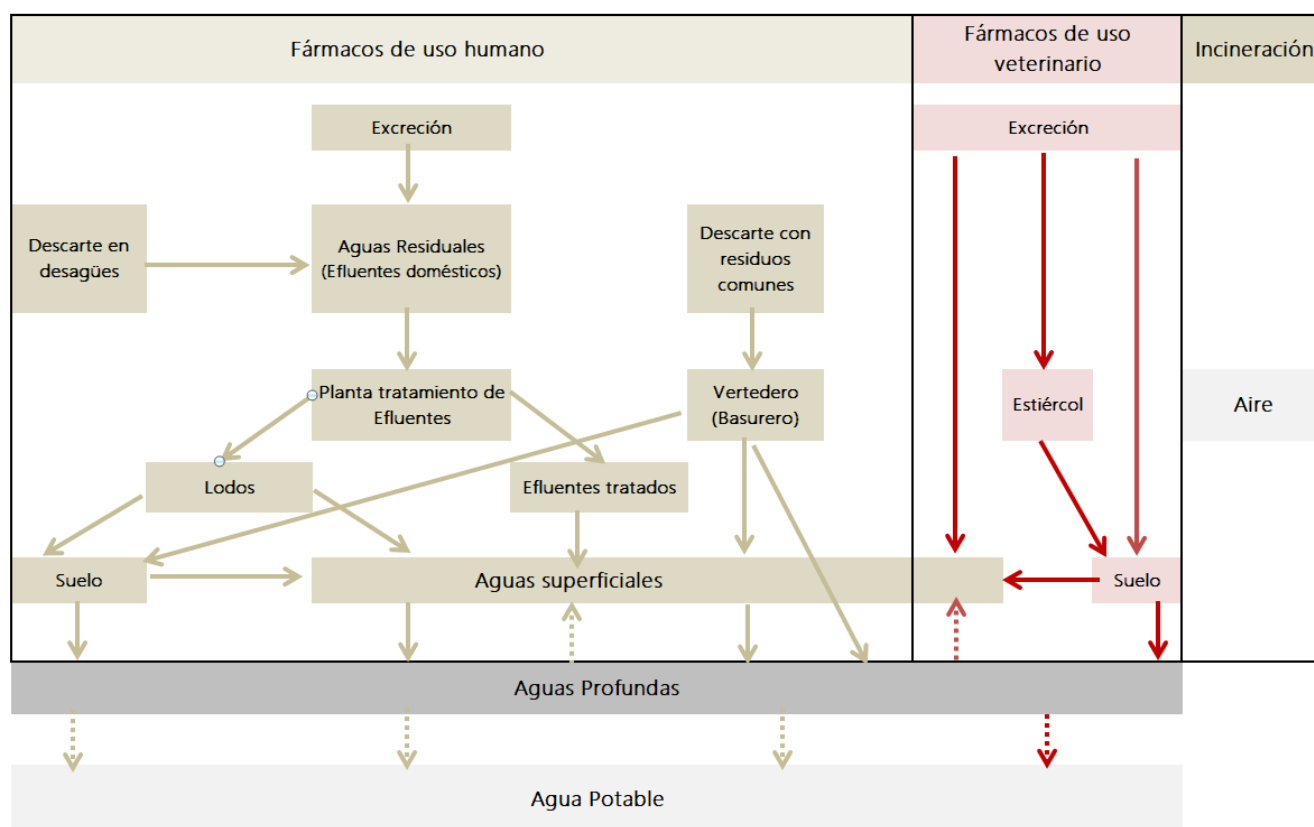 Fármacos de uso humano
Fármacos de uso
veterinario
Incineración
Excreción
Excreción
Descarte en
desagües
Aguas Residuales
(Efluentes domésticos)
Descarte con
residuos
comunes
Planta tratamiento de
Efluentes
Vertedero
(Basurero)
Estiércol
Aire
Lodos
Efluentes tratados
Suelo
Aguas superficiales
Suelo
Aguas Profundas
Agua Potable